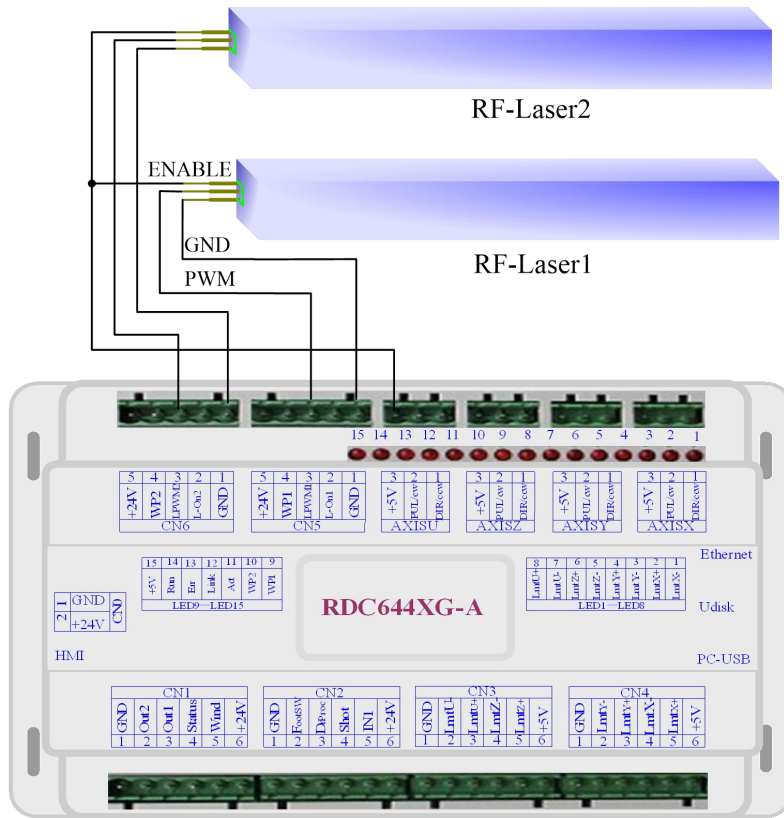 RF-Laser2
ENABLE
GND
RF-Laser1
PWM
15 14 13 12 11 10 9 8 7 6 5 4 3 2 1
5 4 3 2 1
+24V WP2 LPWM2 L-On2 GND
CN6
5 4 3 2 1
+24V WP1 LPWM1 L-On1 GND
CN5
3 2 1
+5V PUL/cw DIR/ccw
AXISU
3 2 1
+5V PUL/cw DIR/ccw
AXISZ
3 2 1
+5V PUL/cw DIR/ccw
AXISY
3 2 1
+5V PUL/cw DIR/ccw
AXISX
Ethernet
15 14 13 12 11 10 9
+5V Run Err Link Act WP2 WP1
LED9—LED15
8 7 6 5 4 3 2 1
LmtU+ LmtU- LmtZ+ LmtZ- LmtY+ LmtY- LmtX+ LmtX-
LED1—LED8
1 GND
2 +24V
CN0
RDC644XG-A
Udisk
HMI
PC-USB
CN1
GND Out2 Out1 Status Wind +24V
1 2 3 4 5 6
CN2
GND FootSW DrProc Shot IN1 +24V
1 2 3 4 5 6
CN3
GND LmtU- LmtU+ LmtZ- LmtZ+ +5V
1 2 3 4 5 6
CN4
GND LmtY- LmtY+ LmtX- LmtX+ +5V
1 2 3 4 5 6